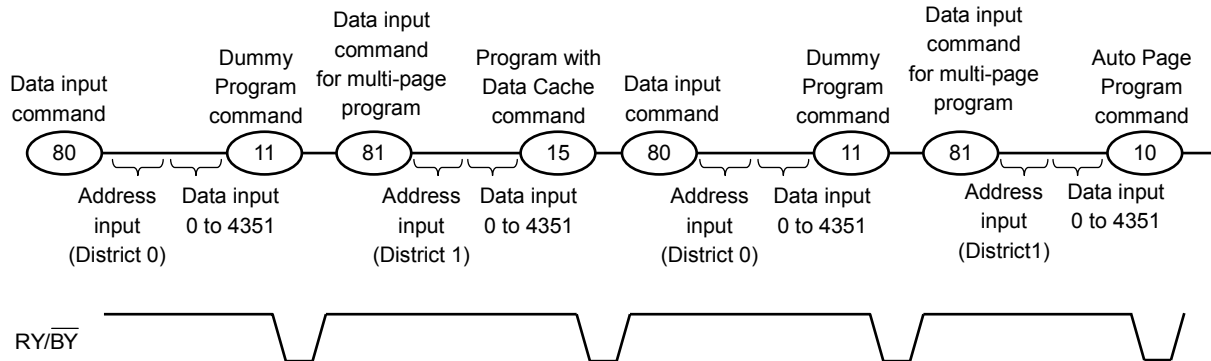 Data input
command
Dummy
Program
command
Data input
command
for multi-page
program
Program with
Data Cache
command
Data input
command
Dummy
Program
command
Data input
command
for multi-page
program
Auto Page
Program
command
80
11
81
15
80
11
81
10
Address
input
(District 0)
Data input
0 to 4351
Address
input
(District 1)
Data input
0 to 4351
Address
input
(District 0)
Data input
0 to 4351
Address
input
(District1)
Data input
0 to 4351
RY/BY